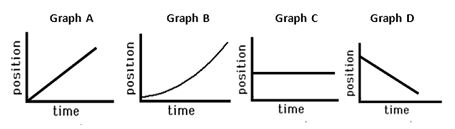 Graph A
position
time
Graph B
position
time
Graph C
position
time
Graph D
position
time